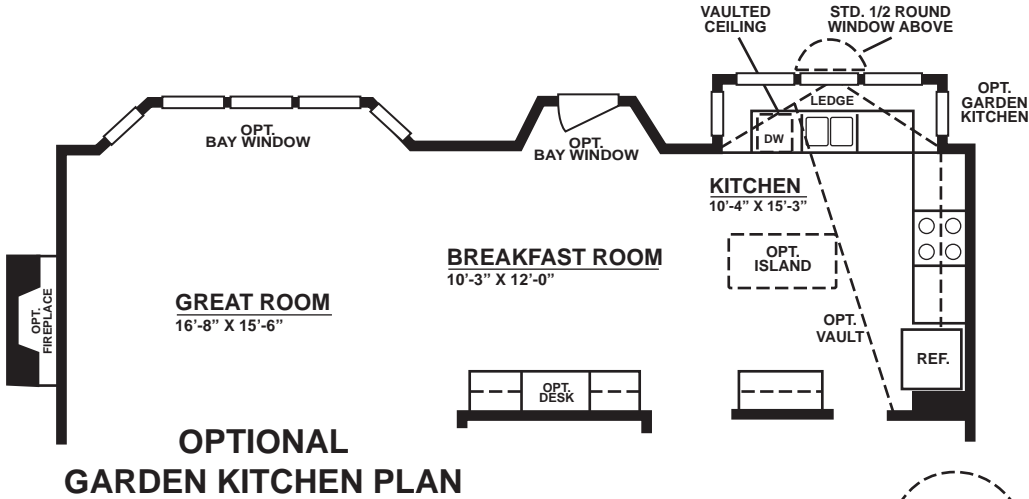 VAULTED
CEILING
STD. 1/2 ROUND
WINDOW ABOVE
OPT.
GARDEN
KITCHEN
LEDGE
DW
OPT.
BAY WINDOW
OPT.
BAY WINDOW
KITCHEN
10'-4” X 15'-3”
BREAKFAST ROOM
10'-3” X 12'-0”
OPT.
ISLAND
GREAT ROOM
16'-8” X 15'-6”
OPT.
FIREPLACE
OPT.
VAULT
REF.
OPT.
DESK
OPTIONAL
GARDEN KITCHEN PLAN